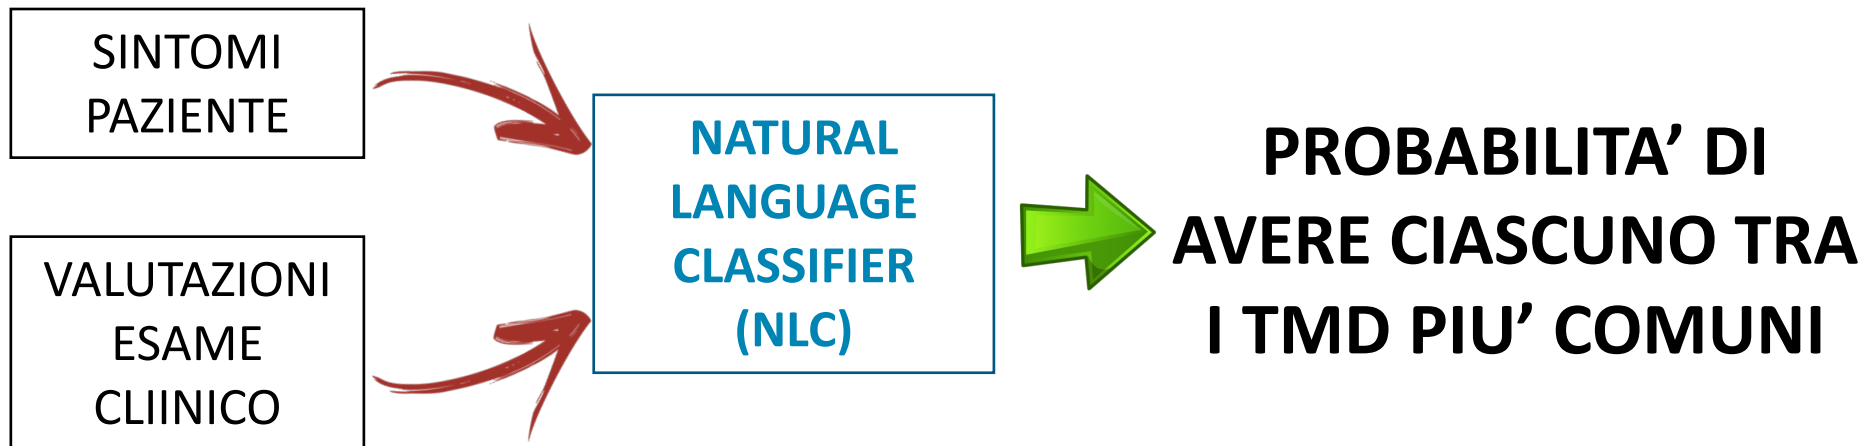 SINTOMI
PAZIENTE
VALUTAZIONI
ESAME
CLIINICO
NATURAL
LANGUAGE
CLASSIFIER
(NLC)
PROBABILITA’ DI
AVERE CIASCUNO TRA
I TMD PIU’ COMUNI